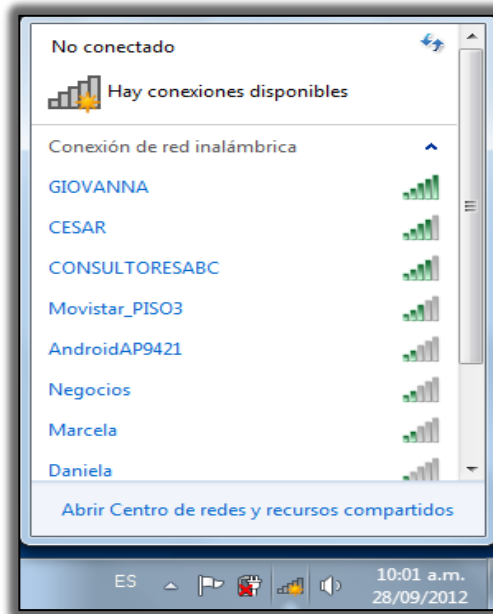 No conectado
Hay conexiones disponibles
Conexión de red inalámbrica
GIOVANNA
CESAR
CONSULTORESABC
Movistar_PISO3
AndroidAP9421
Negocios
Marcela
Daniela
Abrir Centro de redes y recursos compartidos
ES
10:01 a.m.
28/09/2012